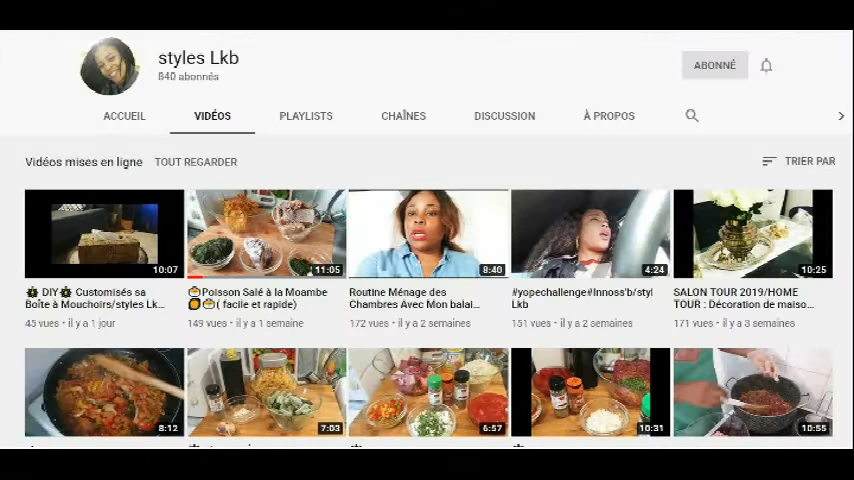 styles Lkb
840 abonnés
ABONNÉ
ACCUEIL VIDÉOS PLAYLISTS CHAÎNES DISCUSSION À PROPOS
Vidéos mises en ligne TOUT REGARDER TRIER PAR
10:07 11:05 8:40 4:24 10:25
DIY Customisés sa
Boîte à Mouchoirs/styles Lk...
45 vues • il y a 1 jour
Poisson Salé à la Moambe
( facile et rapide)
149 vues • il y a 1 semaine
Routine Ménage des
Chambres Avec Mon balai...
172 vues • il y a 2 semaines
#yopechallenge#Innoss'b/styl
Lkb
151 vues • il y a 2 semaines
SALON TOUR 2019/HOME
TOUR : Décoration de maiso...
171 vues • il y a 3 semaines
8:12 7:03 6:57 10:31 10:55